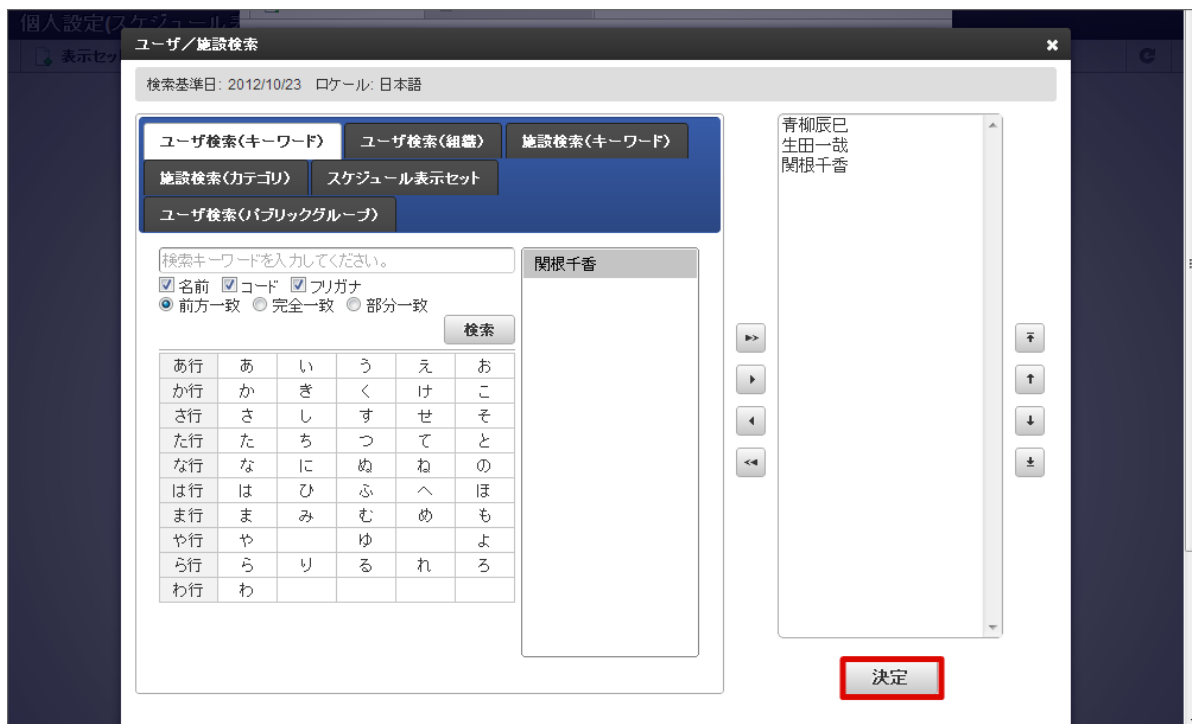 個人設定(スケジュール表
表示セッ
ユーザ／施設検索
検索基準日: 2012/10/23 ロケール: 日本語
ユーザ検索(キーワード) ユーザ検索(組織) 施設検索(キーワード)
施設検索(カテゴリ) スケジュール表示セット
ユーザ検索(パブリックグループ)
検索キーワードを入力してください。
名前 コード フリガナ
前方一致 完全一致 部分一致
検索
あ行 あ い う え お
か行 か き く け こ
さ行 さ し す せ そ
た行 た ち つ て と
な行 な に ぬ ね の
は行 は ひ ふ へ ほ
ま行 ま み む め も
や行 や ゆ よ
ら行 ら り る れ ろ
わ行 わ
関根千香
青柳辰巳
生田一哉
関根千香
決定